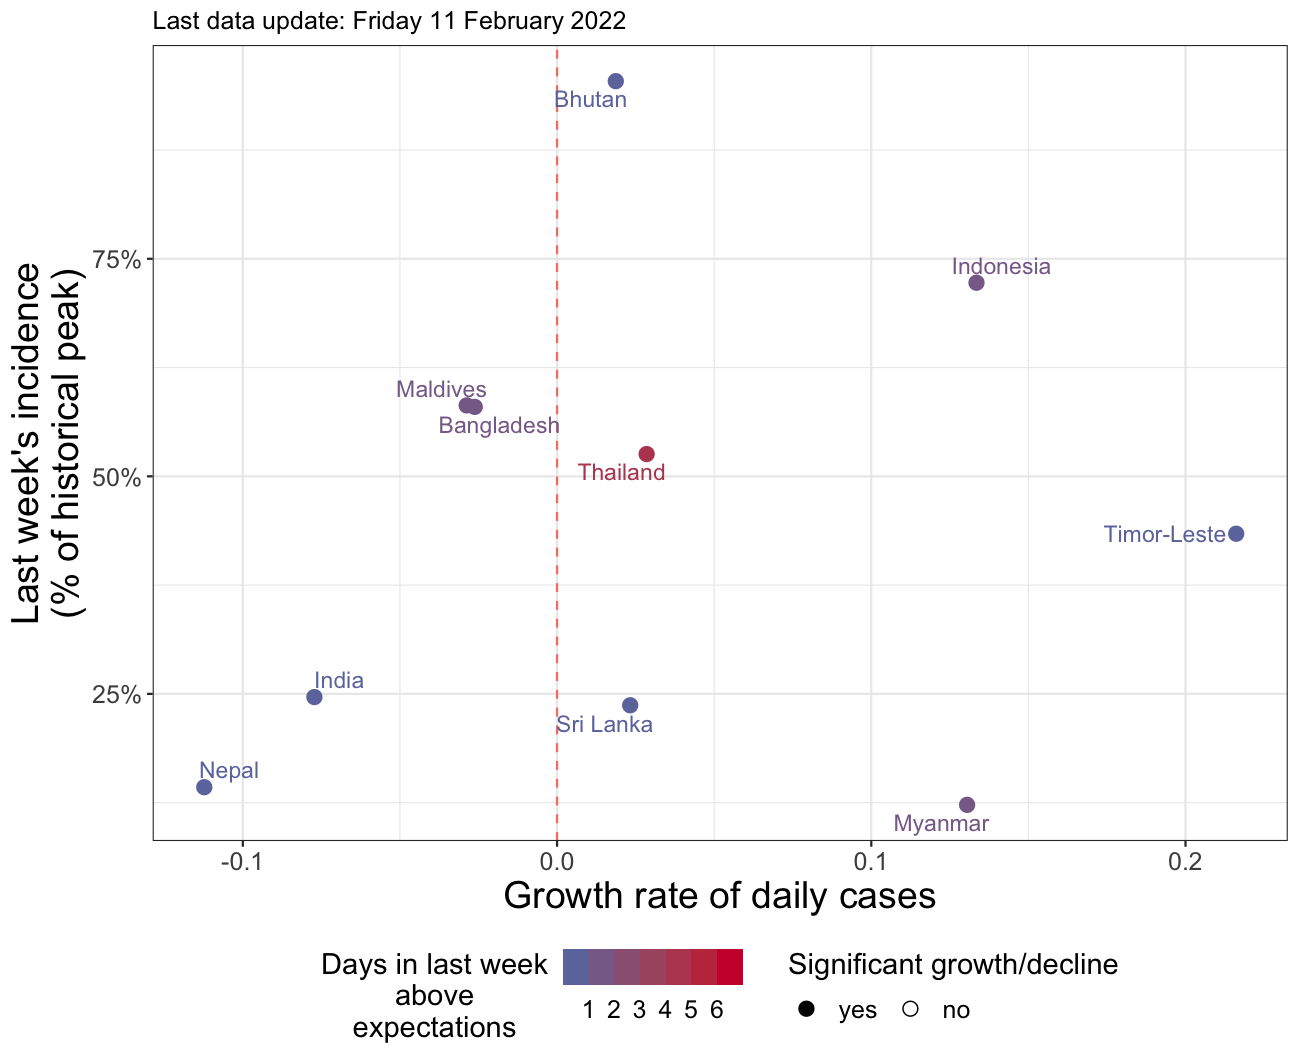 Last data update: Friday 11 February 2022
Last week's incidence
(% of historical peak)
75%
50%
25%
Bhutan
Indonesia
Maldives
Bangladesh
Thailand
Timor-Leste
India
Sri Lanka
Nepal
Myanmar
-0.1 0.0 0.1 0.2
Growth rate of daily cases
Days in last week
above
expectations
1 2 3 4 5 6
Significant growth/decline
yes no